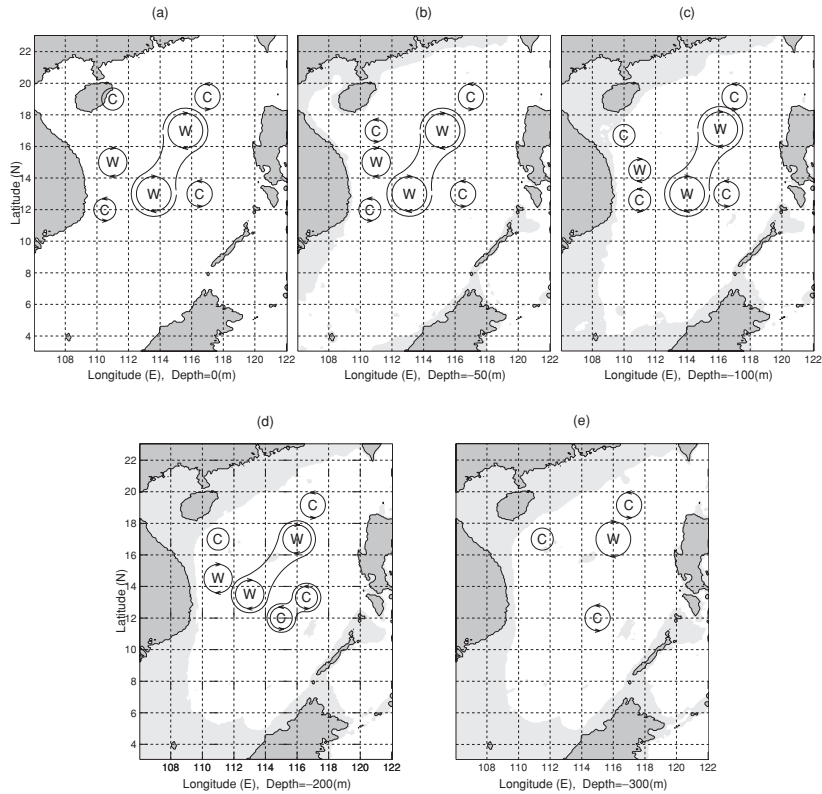 (a)
22
20
18
16
14
12
10
8
6
4
Latitude (N)
C
C
W
W
W
C
C
108 110 112 114 116 118 120 122
Longitude (E), Depth=0(m)
(b)
C
C
W
W
W
C
C
108 110 112 114 116 118 120 122
Longitude (E), Depth=−50(m)
(c)
C
C
W
W
C
W
C
108 110 112 114 116 118 120 122
Longitude (E), Depth=−100(m)
(d)
22
20
18
16
14
12
10
8
6
4
Latitude (N)
C
C
W
W
W
C
C
108 110 112 114 116 118 120 122
Longitude (E), Depth=−200(m)
(e)
C
C
W
C
108 110 112 114 116 118 120 122
Longitude (E), Depth=−300(m)